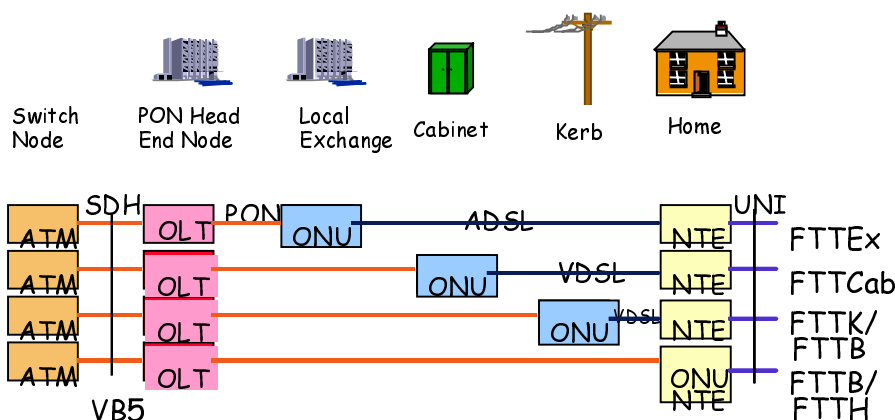 Switch
Node
PON Head
End Node
Local
Exchange
Cabinet
Kerb
Home
SDH
PON
UNI
ATM
OLT
ONU
ADSL
NTE
FTTEx
ATM
OLT
ONU
VDSL
NTE
FTTCab
ATM
OLT
ONU
VDSL
NTE
FTTK/
FTTB
ATM
OLT
ONU
NTE
FTTB/
FTTH
VB5